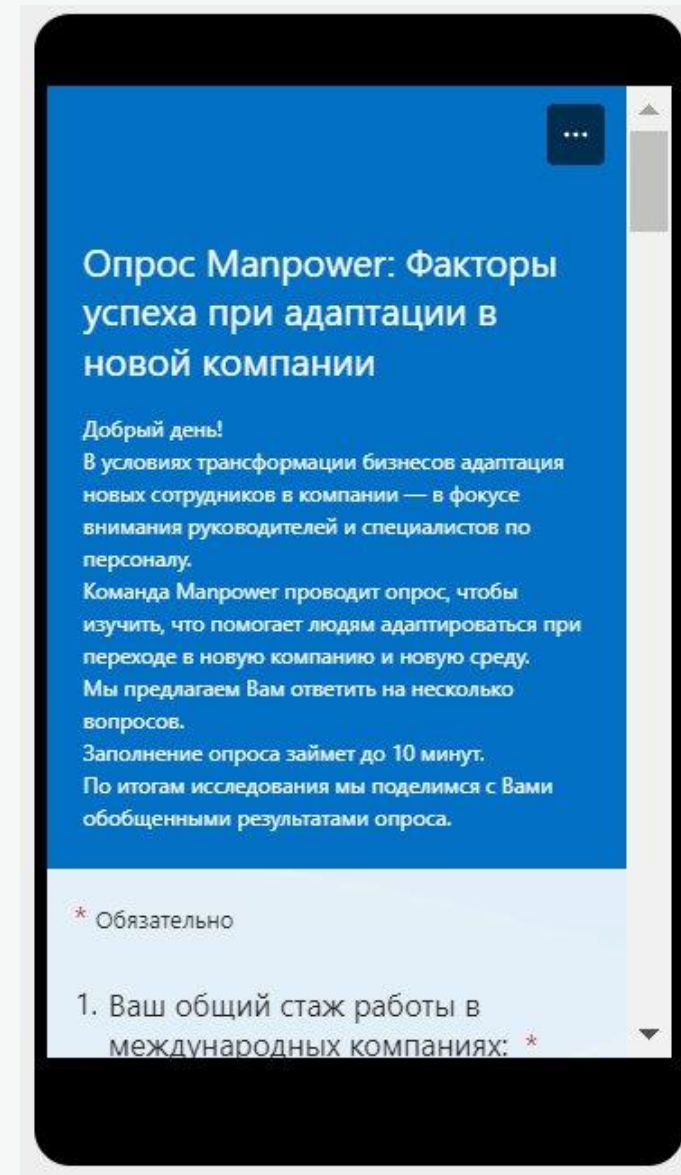 ...
Опрос Manpower: Факторы
успеха при адаптации в
новой компании
Добрый день!
В условиях трансформации бизнесов адаптация
новых сотрудников в компании — в фокусе
внимания руководителей и специалистов по
персоналу.
Команда Manpower проводит опрос, чтобы
изучить, что помогает людям адаптироваться при
переходе в новую компанию и новую среду.
Мы предлагаем Вам ответить на несколько
вопросов.
Заполнение опроса займет до 10 минут.
По итогам исследования мы поделимся с Вами
обобщенными результатами опроса.
* Обязательно
1. Ваш общий стаж работы в
международных компаниях: *